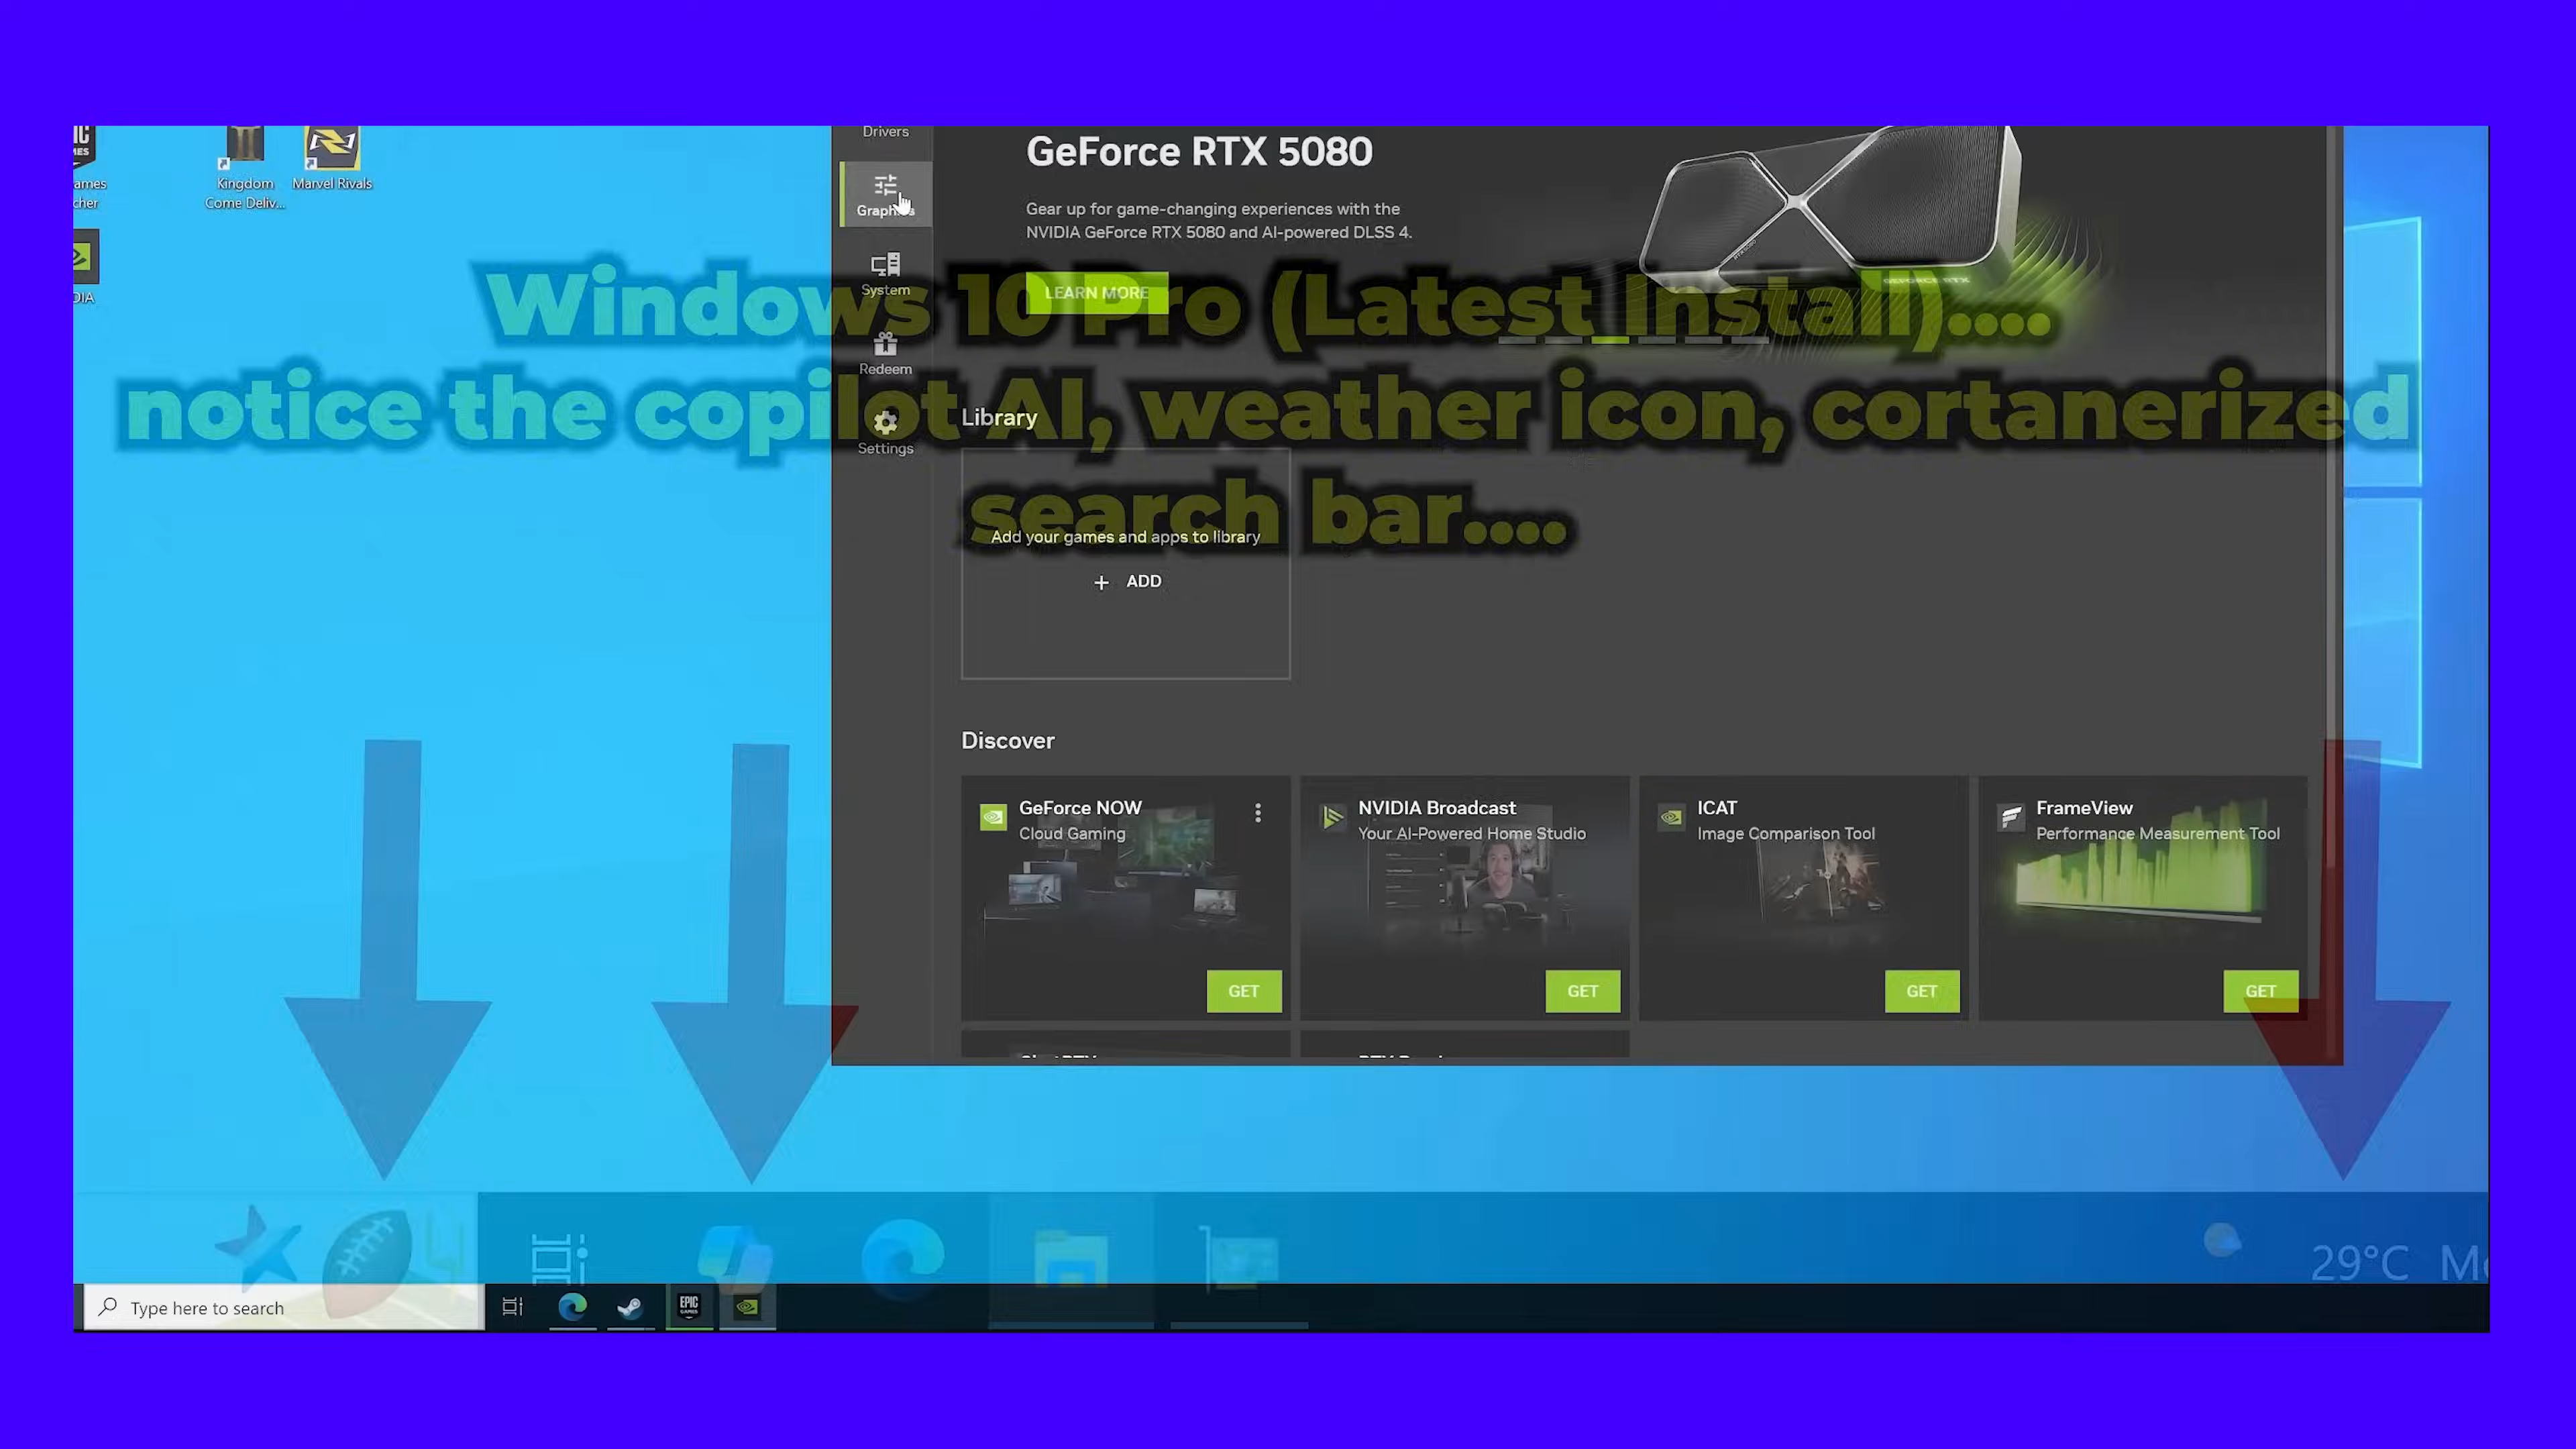 Drivers
GeForce RTX 5080
Kingdom
Come Deliv...
Marvel Rivals
Gear up for game-changing experiences with the
NVIDIA GeForce RTX 5080 and AI-powered DLSS 4.
LEARN MORE
GEFORCE RTX
System
Redeem
Settings
Windows 10 Pro (Latest Install)....
notice the copilot AI, weather icon, cortanerized
search bar....
Library
Add your games and apps to library
+ ADD
Discover
GeForce NOW
Cloud Gaming
GET
NVIDIA Broadcast
Your AI-Powered Home Studio
GET
ICAT
Image Comparison Tool
GET
FrameView
Performance Measurement Tool
GET
29°C
Type here to search
EPIC
GAMES